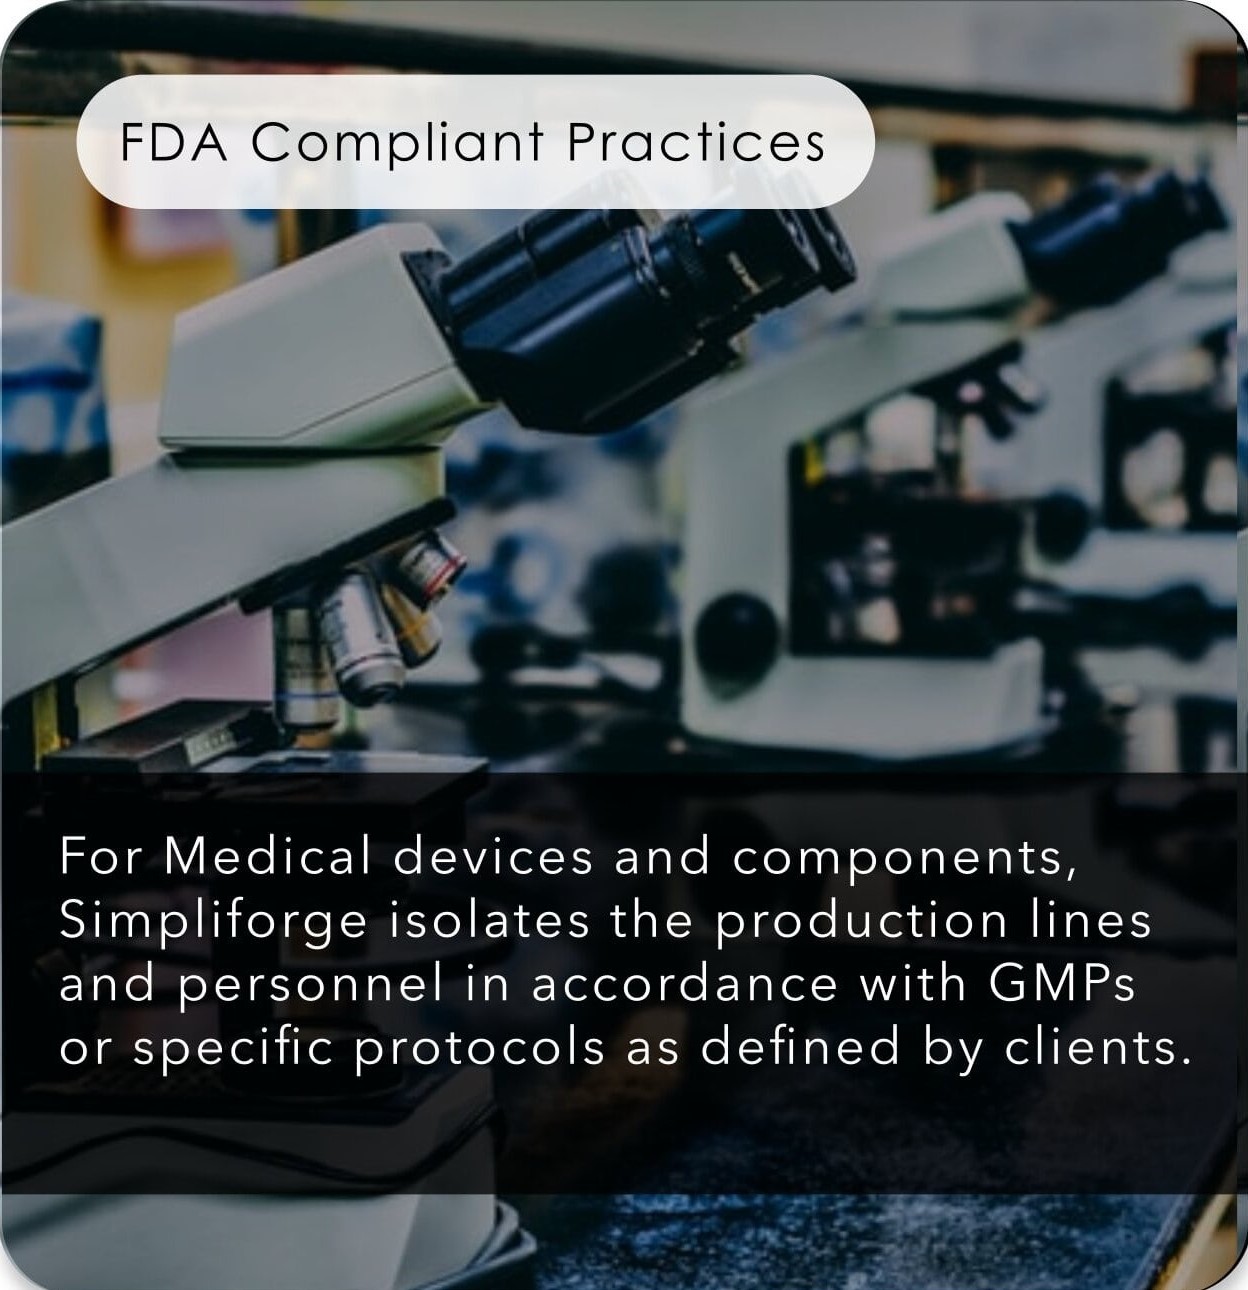 FDA Compliant Practices
For Medical devices and components,
Simpliforge isolates the production lines
and personnel in accordance with GMPs
or specific protocols as defined by clients.